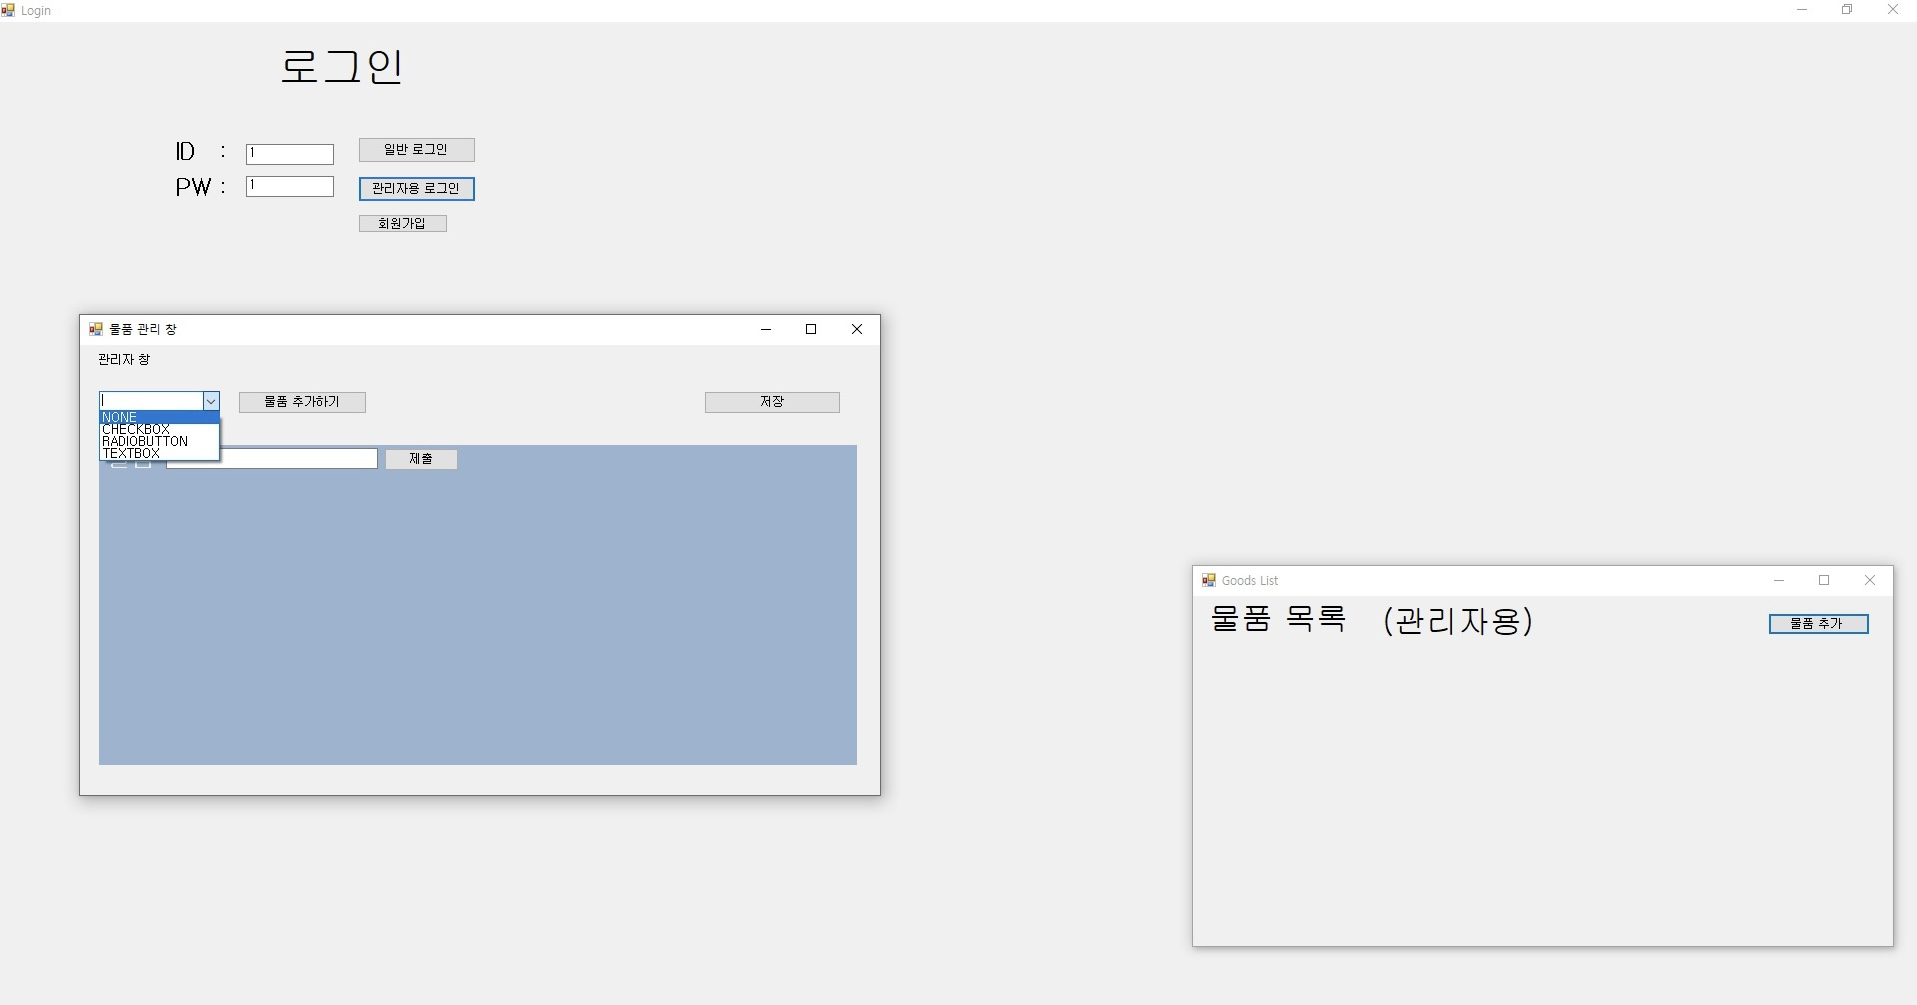 Login
로그인
ID : 1 일반 로그인
PW : 1 관리자용 로그인
회원가입
물품 관리 창
관리자 창
물품 추가하기 저장
NONE
CHECKBOX
RADIOBUTTON
TEXTBOX
제출
Goods List
물품 목록 (관리자용) 물품 추가